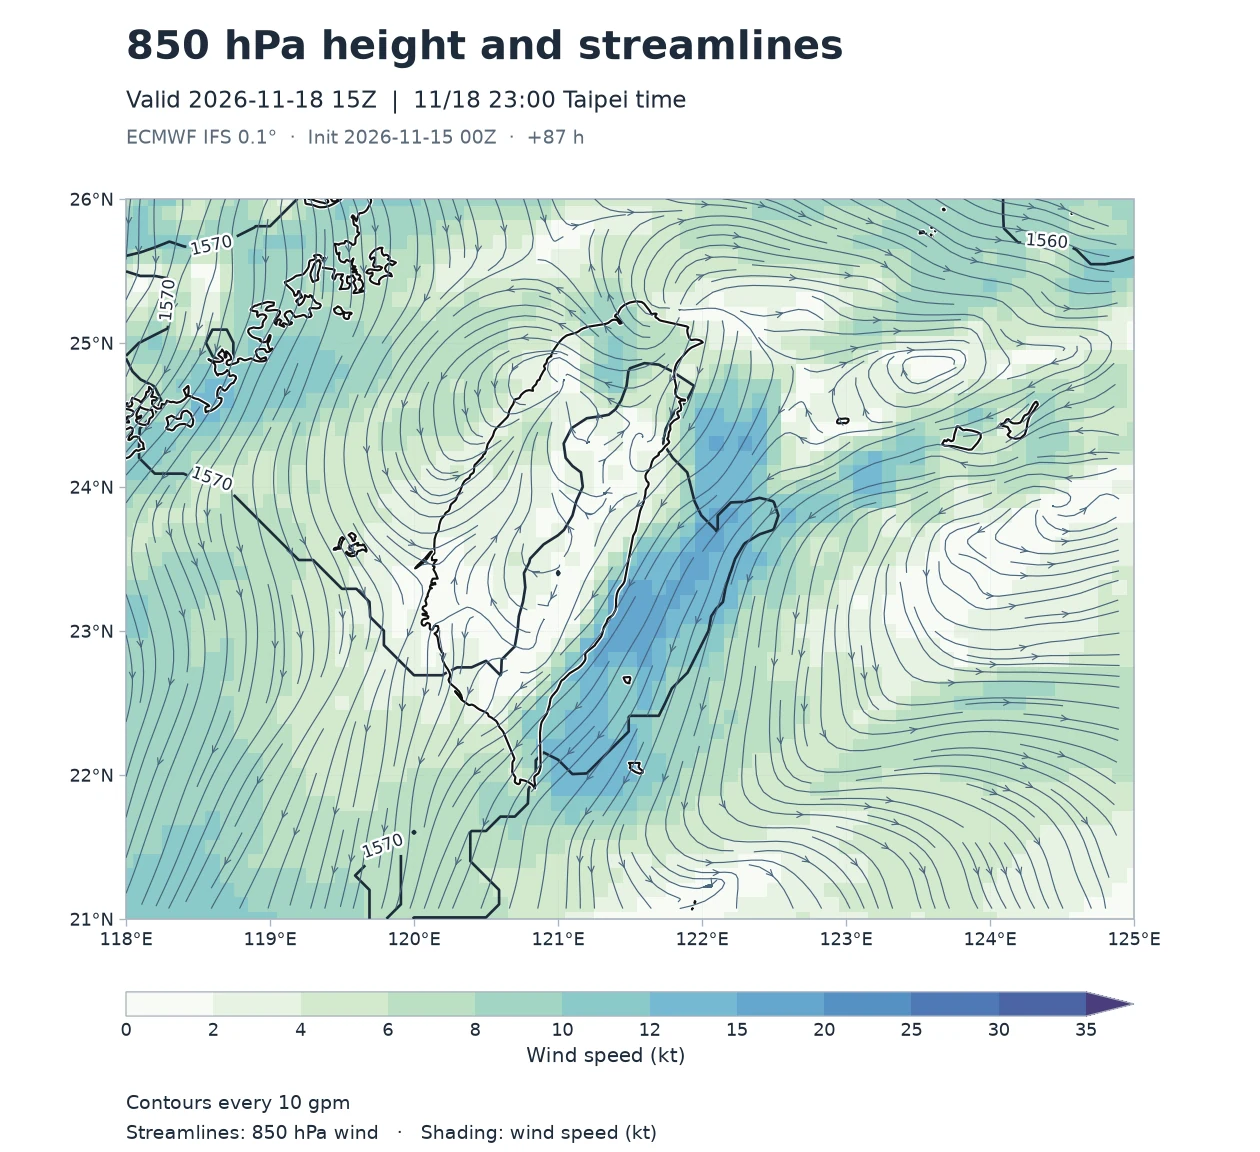 850 hPa height and streamlines
Valid 2026-11-18 15Z | 11/18 23:00 Taipei time
ECMWF IFS 0.1° · Init 2026-11-15 00Z · +87 h
26°N
25°N
24°N
23°N
22°N
21°N
1570
1570
1570
1570
1560
118°E 119°E 120°E 121°E 122°E 123°E 124°E 125°E
0 2 4 6 8 10 12 15 20 25 30 35
Wind speed (kt)
Contours every 10 gpm
Streamlines: 850 hPa wind · Shading: wind speed (kt)